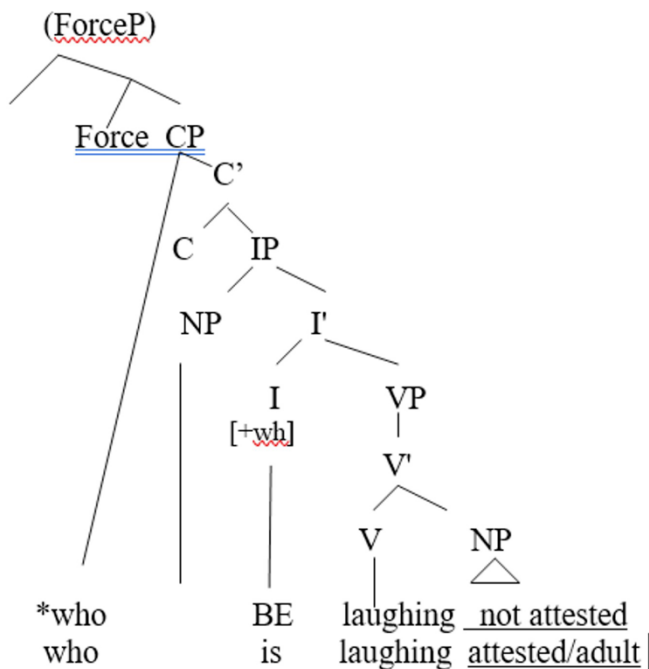 (ForceP)
Force CP
C’
C IP
NP I'
I VP
[+wh]
V'
V NP
*who BE laughing not attested
who is laughing attested/adult